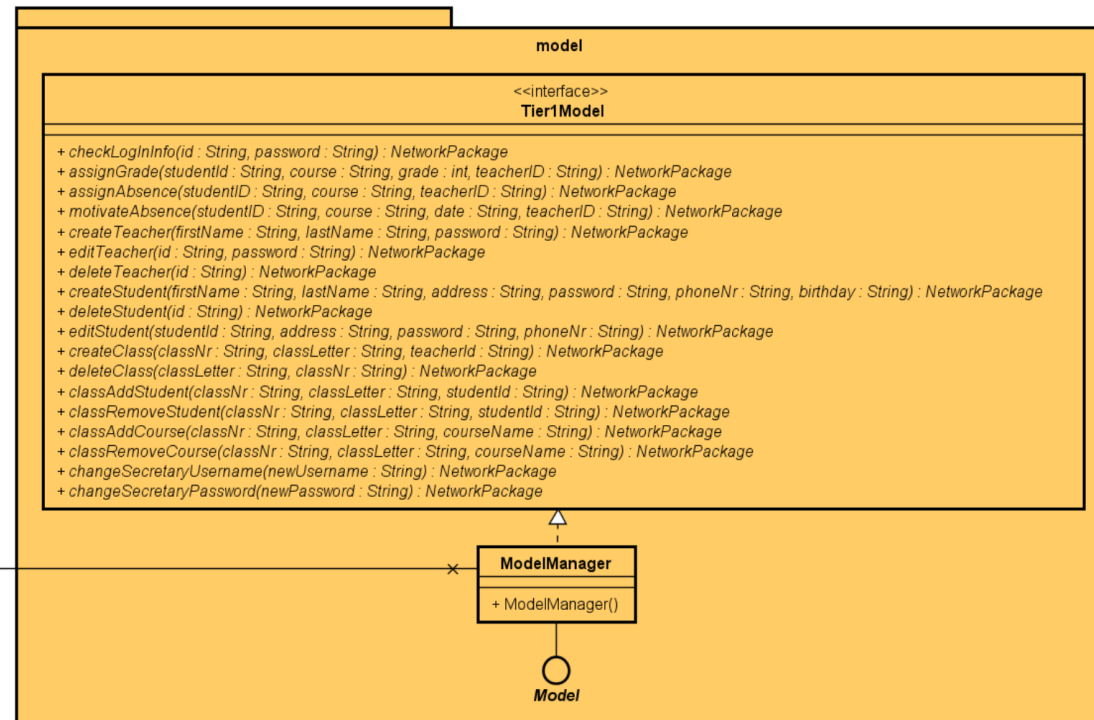 model
<<interface>>
Tier1Model
+ checkLogInInfo(id : String, password : String) : NetworkPackage
+ assignGrade(studentId : String, course : String, grade : int, teacherID : String) : NetworkPackage
+ assignAbsence(studentID : String, course : String, teacherID : String) : NetworkPackage
+ motivateAbsence(studentID : String, course : String, date : String, teacherID : String) : NetworkPackage
+ createTeacher(firstName : String, lastName : String, password : String) : NetworkPackage
+ editTeacher(id : String, password : String) : NetworkPackage
+ deleteTeacher(id : String) : NetworkPackage
+ createStudent(firstName : String, lastName : String, address : String, password : String, phoneNr : String, birthday : String) : NetworkPackage
+ deleteStudent(id : String) : NetworkPackage
+ editStudent(studentId : String, address : String, password : String, phoneNr : String) : NetworkPackage
+ createClass(classNr : String, classLetter : String, teacherId : String) : NetworkPackage
+ deleteClass(classLetter : String, classNr : String) : NetworkPackage
+ classAddStudent(classNr : String, classLetter : String, studentId : String) : NetworkPackage
+ classRemoveStudent(classNr : String, classLetter : String, studentId : String) : NetworkPackage
+ classAddCourse(classNr : String, classLetter : String, courseName : String) : NetworkPackage
+ classRemoveCourse(classNr : String, classLetter : String, courseName : String) : NetworkPackage
+ changeSecretaryUsername(newUsername : String) : NetworkPackage
+ changeSecretaryPassword(newPassword : String) : NetworkPackage
ModelManager
+ ModelManager()
Model